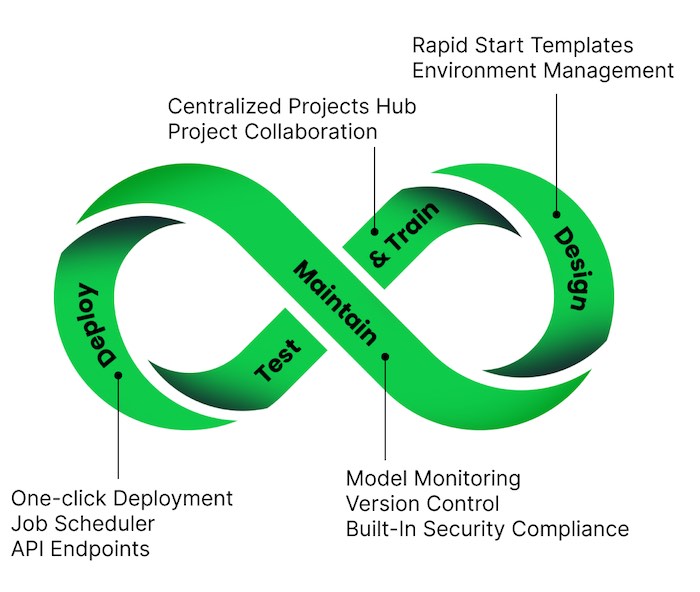 Rapid Start Templates
Environment Management
Centralized Projects Hub
Project Collaboration
& Train
Design
Maintain
Deploy
Test
One-click Deployment
Job Scheduler
API Endpoints
Model Monitoring
Version Control
Built-In Security Compliance